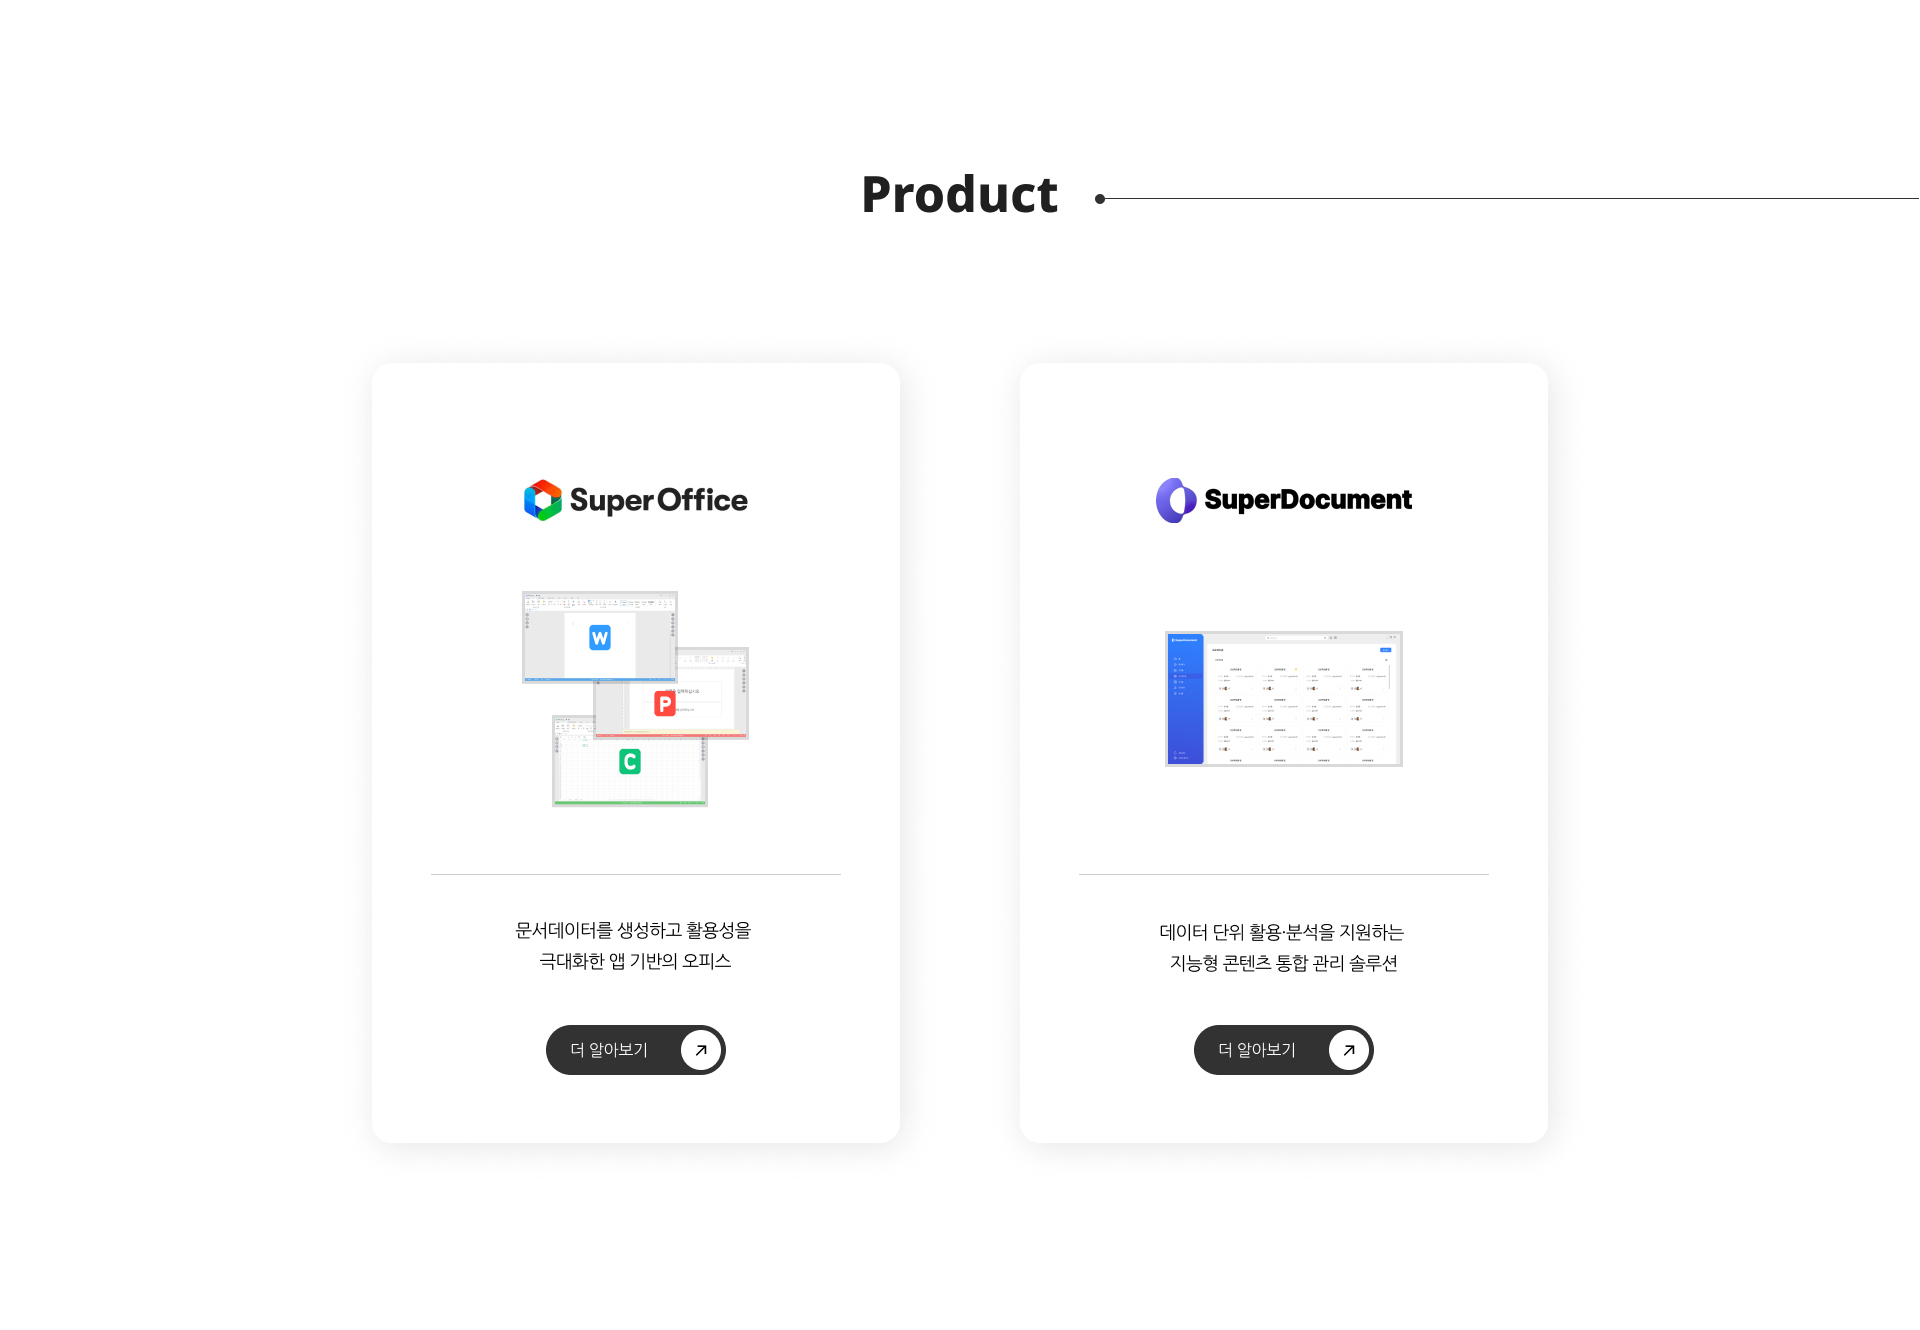 Product
SuperOffice
SuperDocument
W
P
C
문서데이터를 생성하고 활용성을
극대화한 앱 기반의 오피스
데이터 단위 활용·분석을 지원하는
지능형 콘텐츠 통합 관리 솔루션
더 알아보기
더 알아보기